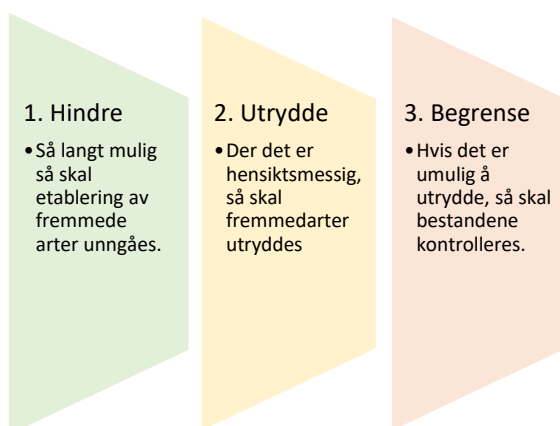 1. Hindre
•Så langt mulig
så skal
etablering av
fremmede
arter unngåes.
2. Utrydde
•Der det er
hensiktsmessig,
så skal
fremmedarter
utryddes
3. Begrense
•Hvis det er
umulig å
utrydde, så skal
bestandene
kontrolleres.